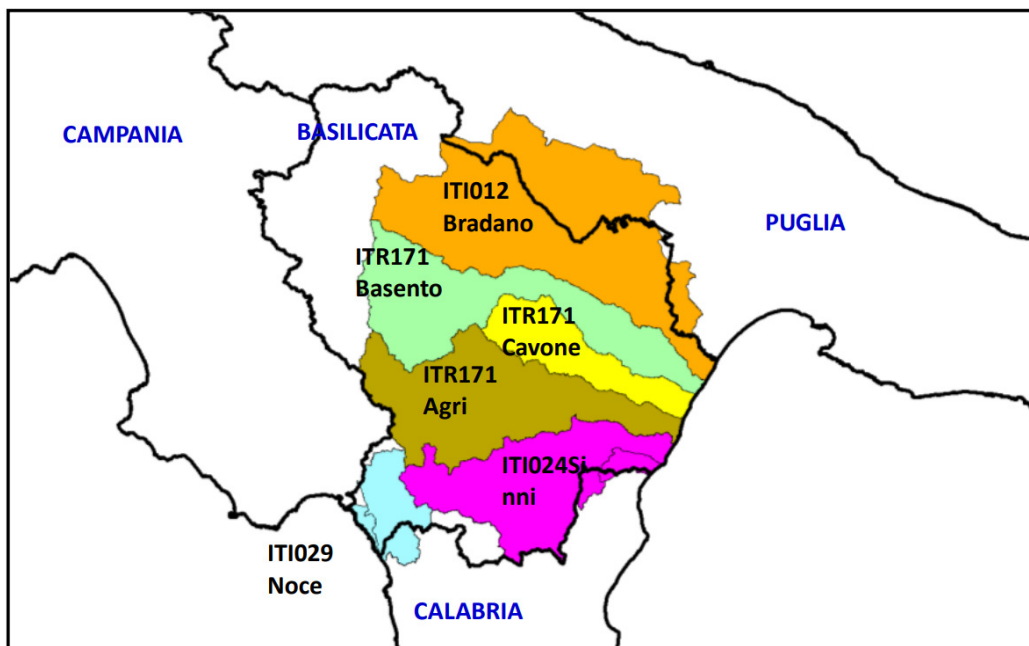 CAMPANIA
BASILICATA
ITI012
Bradano
PUGLIA
ITR171
Basento
ITR171
Cavone
ITR171
Agri
ITI024Si
nni
ITI029
Noce
CALABRIA